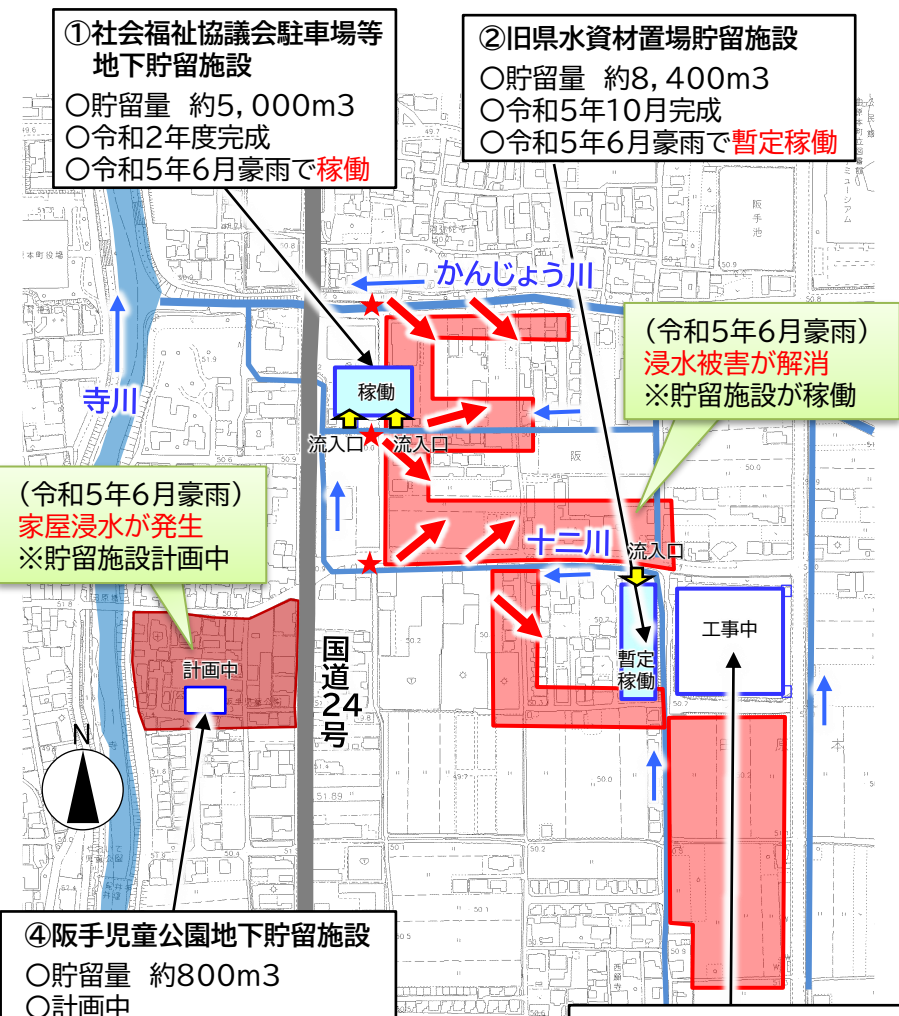 ①社会福祉協議会駐車場等
地下貯留施設
○貯留量 約5,000m3
○令和2年度完成
○令和5年6月豪雨で稼働
②旧県水資材置場貯留施設
○貯留量 約8,400m3
○令和5年10月完成
○令和5年6月豪雨で暫定稼働
阪手池
かんじょう川
(令和5年6月豪雨)
浸水被害が解消
※貯留施設が稼働
寺川
稼働
流入口
流入口
阪
(令和5年6月豪雨)
家屋浸水が発生
※貯留施設計画中
十二川
流入口
計画中
国道24号
暫定
稼働
工事中
N
本
④阪手児童公園地下貯留施設
○貯留量 約800m3
○計画中